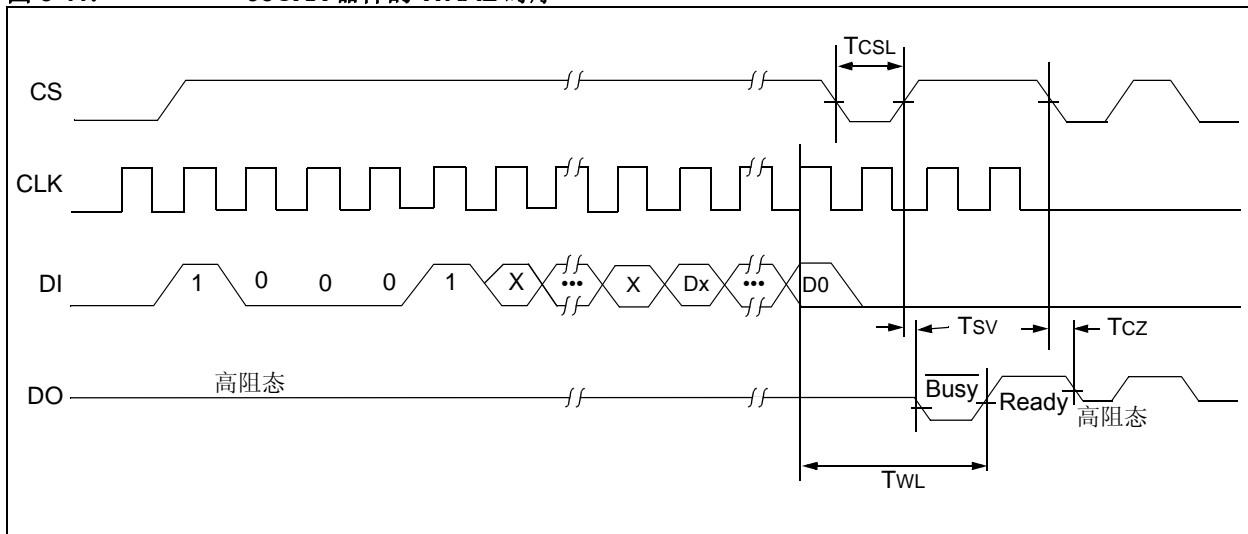 TCSL
CS
CLK
DI 1 0 0 0 1 X ••• X Dx ••• D0
TSV TCZ
DO 高阻态 Busy Ready 高阻态
TWL